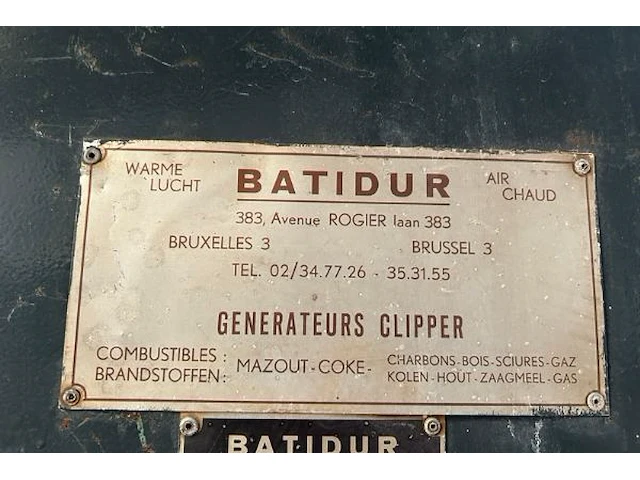 WARME LUCHT
BATIDUR
AIR CHAUD
383, Avenue ROGIER laan 383
BRUXELLES 3 BRUSSEL 3
TEL. 02/34.77.26 - 35.31.55
GENERATEURS CLIPPER
COMBUSTIBLES :
BRANDSTOFFEN :
MAZOUT - COKE -
CHARBONS - BOIS - SCIURES - GAZ
KOLEN - HOUT - ZAAGMEEL - GAS
BATIDUR